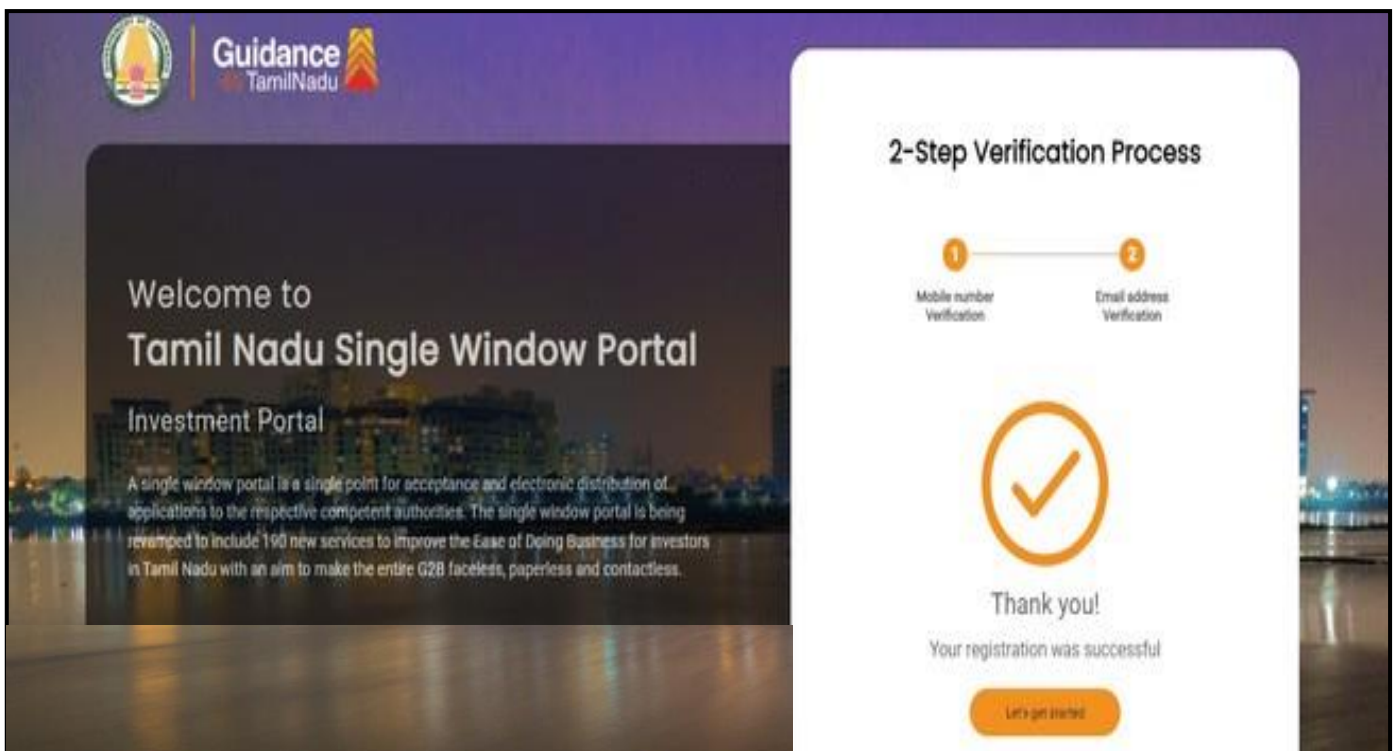 Guidance
TamilNadu
Welcome to
Tamil Nadu Single Window Portal
Investment Portal
A single window portal is a single point for acceptance and electronic distribution of
applications to the respective competent authorities. The single window portal is being
revamped to include 190 new services to improve the Ease of Doing Business for investors
in Tamil Nadu with an aim to make the entire G2B faceless, paperless and contactless.
2-Step Verification Process
1
2
Mobile number
Verification
Email address
Verification
Thank you!
Your registration was successful
Let's get started